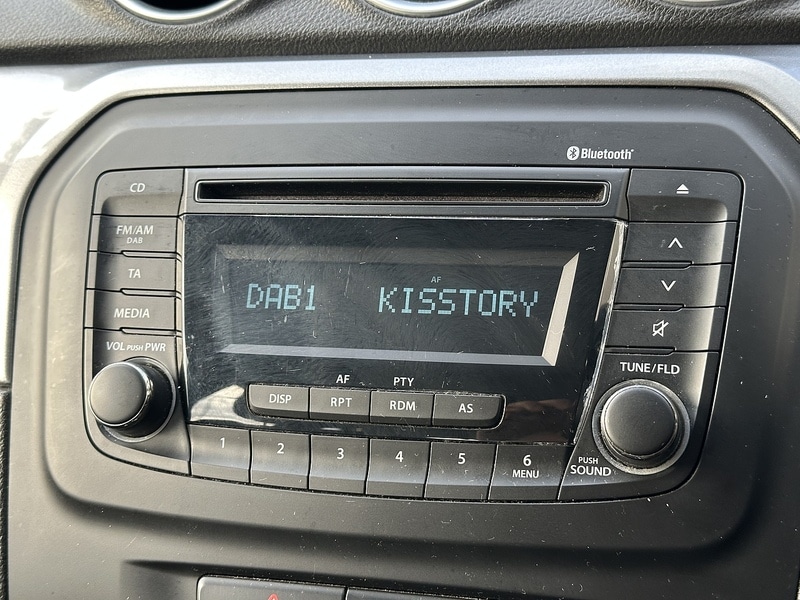 Bluetooth
CD
FM/AM
DAB
TA
MEDIA
VOL PUSH PWR
AF
DAB1 KISSTORY
AF PTY
DISP RPT RDM AS
1 2 3 4 5 6
MENU
TUNE/FLD
PUSH
SOUND